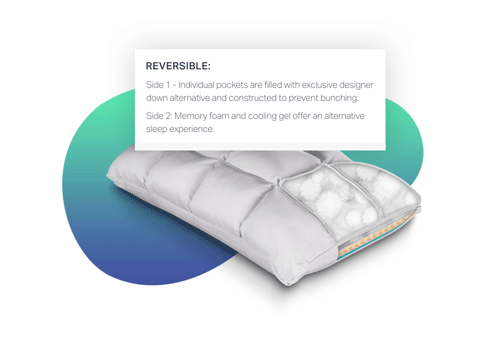 REVERSIBLE:
Side 1 - Individual pockets are filled with exclusive designer
down alternative and constructed to prevent bunching.
Side 2: Memory foam and cooling gel offer an alternative
sleep experience.